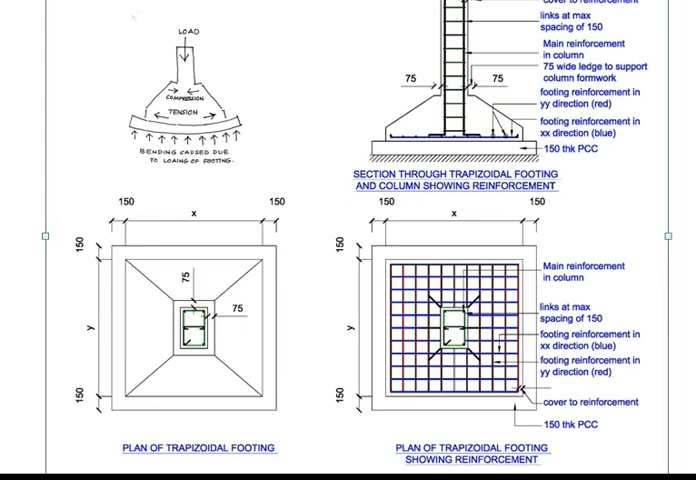 LOAD
COMPRESSION
TENSION
BENDING CAUSED DUE
TO LOAING OF FOOTING.
cover to reinforcement
links at max
spacing of 150
Main reinforcement
in column
75 wide ledge to support
column formwork
75
75
footing reinforcement in
yy direction (red)
footing reinforcement in
xx direction (blue)
150 thk PCC
SECTION THROUGH TRAPIZOIDAL FOOTING
AND COLUMN SHOWING REINFORCEMENT
150
x
150
150
75
75
y
150
PLAN OF TRAPIZOIDAL FOOTING
150
x
150
150
y
150
Main reinforcement
in column
links at max
spacing of 150
footing reinforcement in
xx direction (blue)
footing reinforcement in
yy direction (red)
cover to reinforcement
150 thk PCC
PLAN OF TRAPIZOIDAL FOOTING
SHOWING REINFORCEMENT